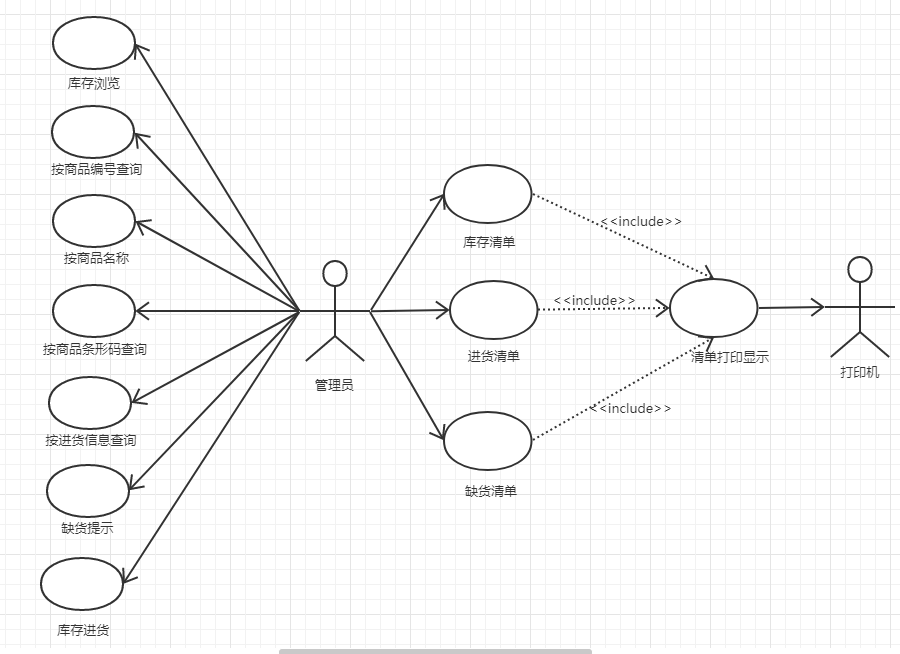 库存浏览
按商品编号查询
按商品名称
按商品条形码查询
按进货信息查询
缺货提示
库存进货
管理员
库存清单
进货清单
缺货清单
<<include>>
<<include>>
<<include>>
清单打印显示
打印机